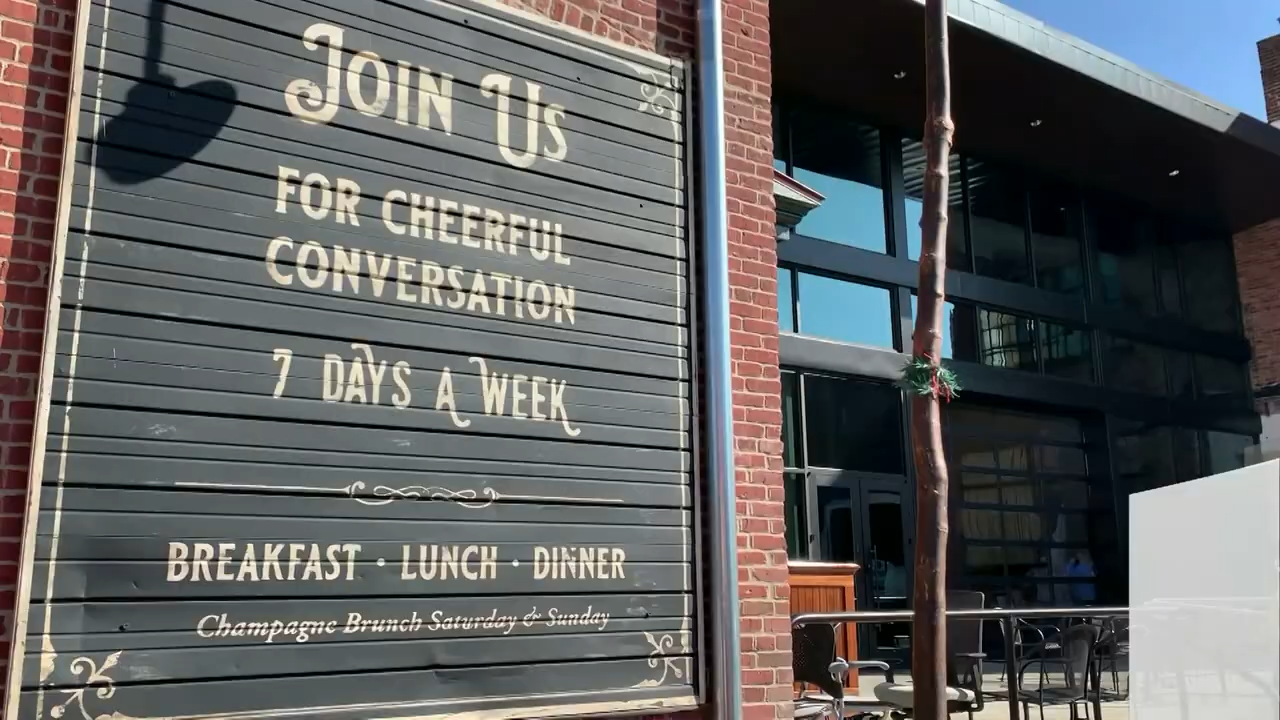 JOIN US
FOR CHEERFUL
CONVERSATION
7 DAYS A WEEK
BREAKFAST · LUNCH · DINNER
Champagne Brunch Saturday & Sunday